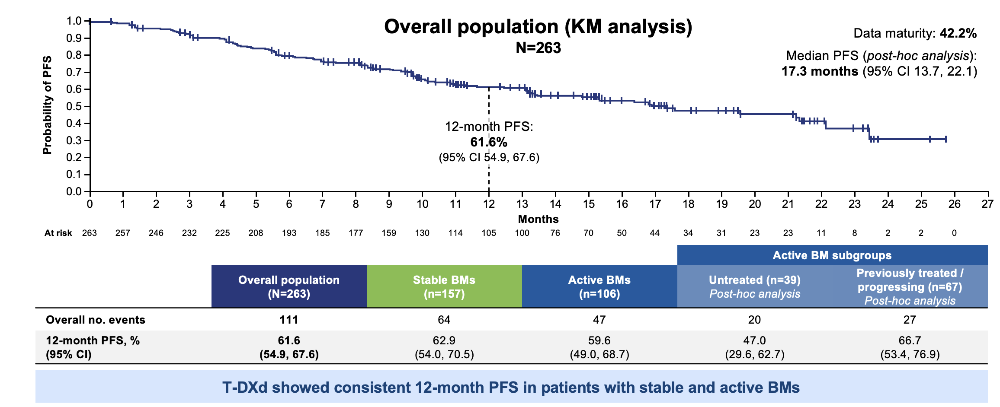 Overall population (KM analysis)
N=263
Data maturity: 42.2%
Median PFS (post-hoc analysis):
17.3 months (95% CI 13.7, 22.1)
Probability of PFS
1.0
0.9
0.8
0.7
0.6
0.5
0.4
0.3
0.2
0.1
0.0
12-month PFS:
61.6%
(95% CI 54.9, 67.6)
0 1 2 3 4 5 6 7 8 9 10 11 12 13 14 15 16 17 18 19 20 21 22 23 24 25 26 27
Months
At risk 263 257 246 232 225 208 193 185 177 159 130 114 105 100 76 70 50 44 34 31 23 23 11 8 2 2 0
Active BM subgroups
Overall population
(N=263)
Stable BMs
(n=157)
Active BMs
(n=106)
Untreated (n=39)
Post-hoc analysis
Previously treated /
progressing (n=67)
Post-hoc analysis
Overall no. events 111 64 47 20 27
12-month PFS, % 61.6 62.9 59.6 47.0 66.7
(95% CI) (54.9, 67.6) (54.0, 70.5) (49.0, 68.7) (29.6, 62.7) (53.4, 76.9)
T-DXd showed consistent 12-month PFS in patients with stable and active BMs